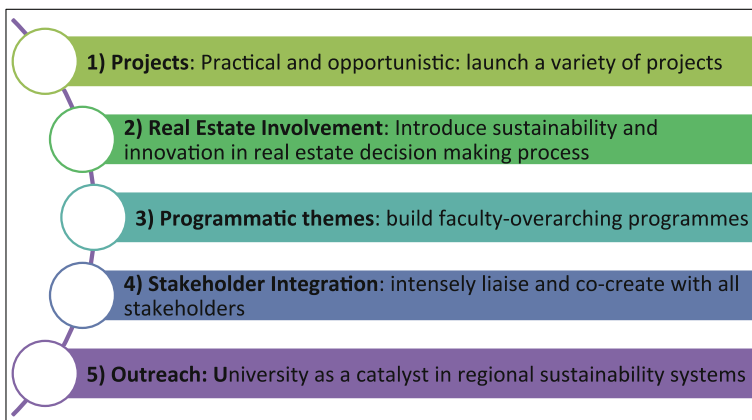 1) Projects: Practical and opportunistic: launch a variety of projects
2) Real Estate Involvement: Introduce sustainability and
innovation in real estate decision making process
3) Programmatic themes: build faculty-overarching programmes
4) Stakeholder Integration: intensely liaise and co-create with all
stakeholders
5) Outreach: University as a catalyst in regional sustainability systems